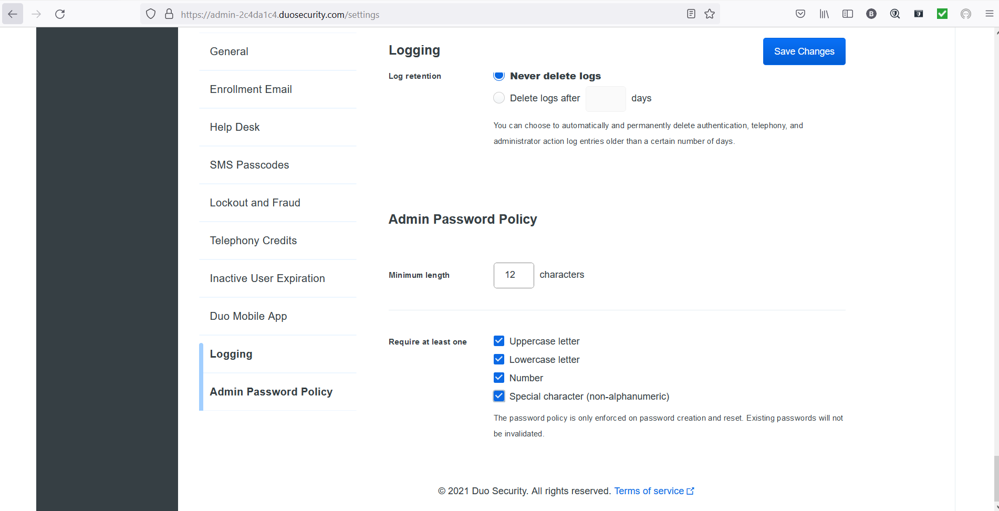 https://admin-2c4da1c4.duosecurity.com/settings
B
General
Enrollment Email
Help Desk
SMS Passcodes
Lockout and Fraud
Telephony Credits
Inactive User Expiration
Duo Mobile App
Logging
Admin Password Policy
Logging
Save Changes
Log retention
Never delete logs
Delete logs after days
You can choose to automatically and permanently delete authentication, telephony, and
administrator action log entries older than a certain number of days.
Admin Password Policy
Minimum length
12 characters
Require at least one
Uppercase letter
Lowercase letter
Number
Special character (non-alphanumeric)
The password policy is only enforced on password creation and reset. Existing passwords will not
be invalidated.
© 2021 Duo Security. All rights reserved. Terms of service